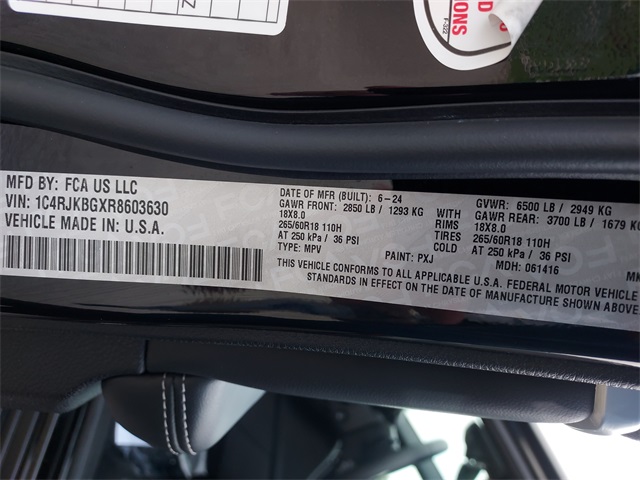 Z
D
IONS
F-322
MFD BY: FCA US LLC
VIN: 1C4RJKBGXR8603630
VEHICLE MADE IN: U.S.A.
DATE OF MFR (BUILT): 6-24 GVWR: 6500 LB / 2949 KG
GAWR FRONT: 2850 LB / 1293 KG WITH GAWR REAR: 3700 LB / 1679 KG
18X8.0 RIMS 18X8.0
265/60R18 110H TIRES 265/60R18 110H
AT 250 kPa / 36 PSI COLD AT 250 kPa / 36 PSI
TYPE: MPV PAINT: PXJ MDH: 061416
THIS VEHICLE CONFORMS TO ALL APPLICABLE U.S.A. FEDERAL MOTOR VEHICLE
STANDARDS IN EFFECT ON THE DATE OF MANUFACTURE SHOWN ABOVE